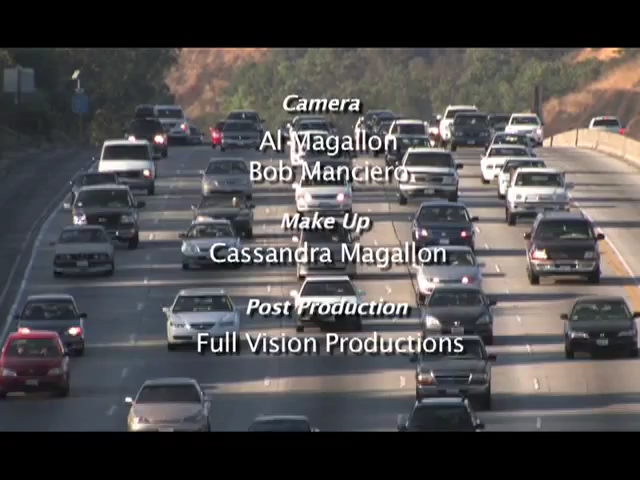 Camera
Al Magallon
Bob Manciero
Make Up
Cassandra Magallon
Post Production
Full Vision Productions